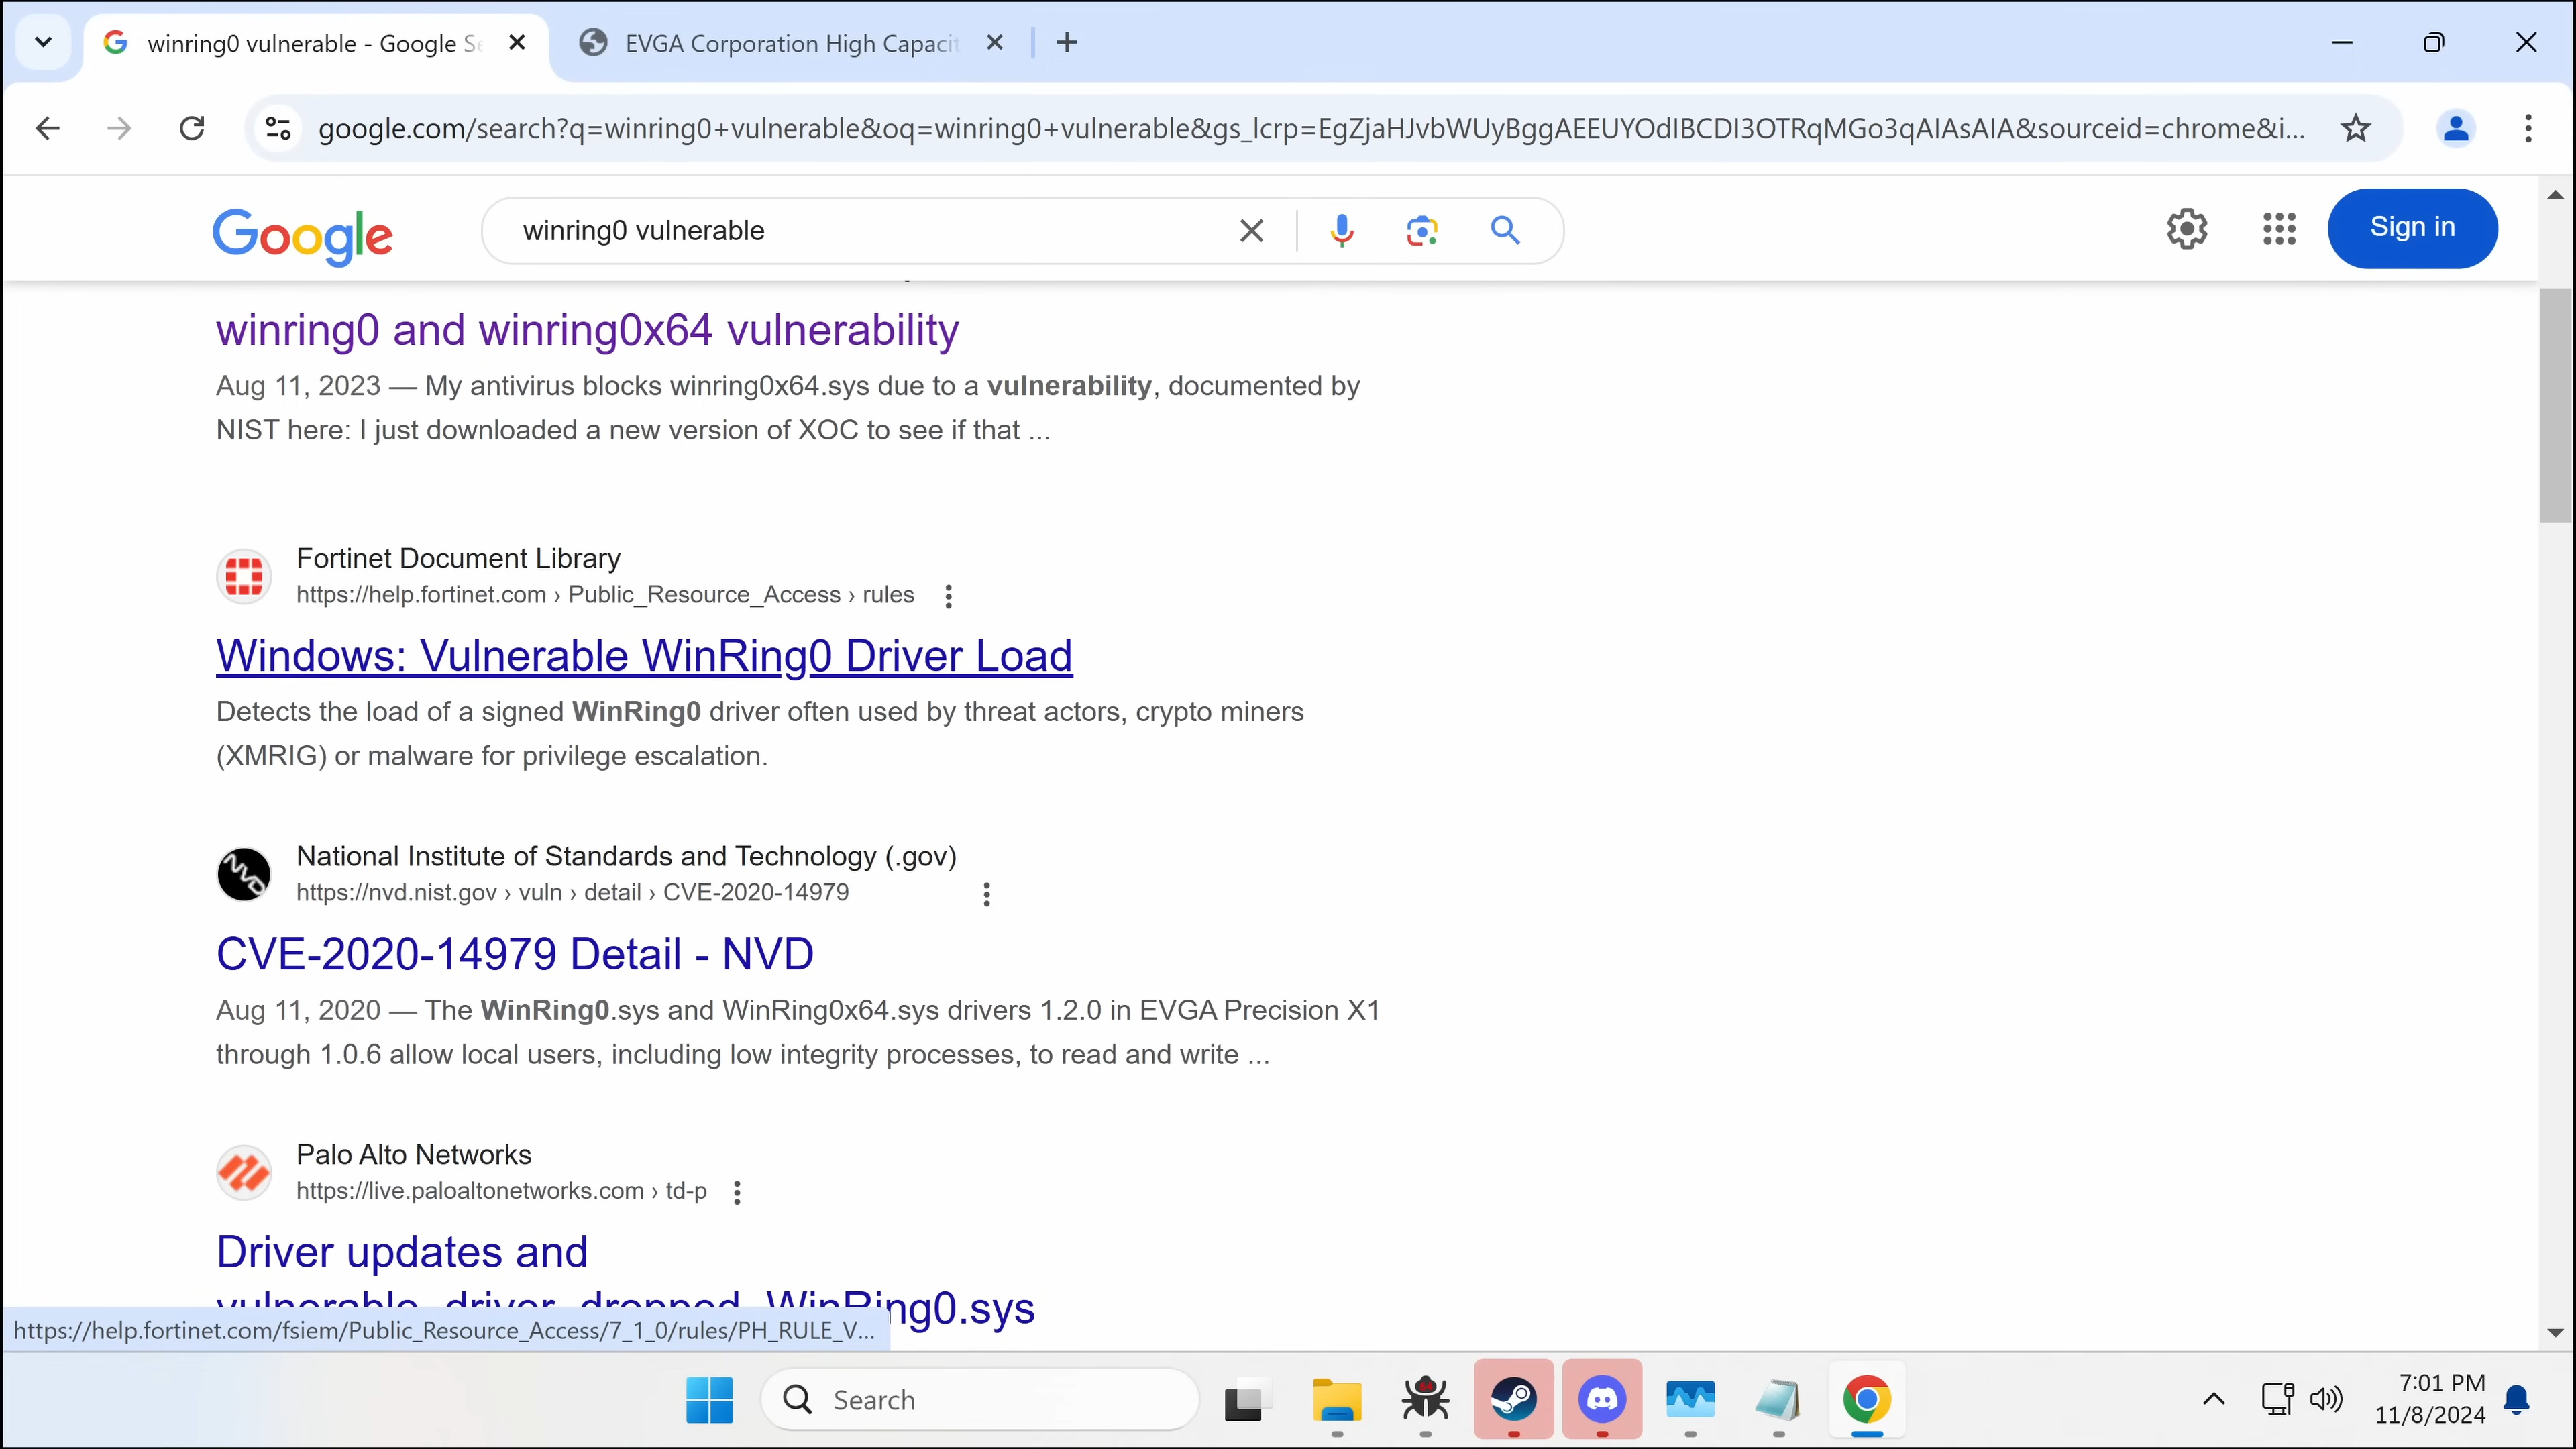 winring0 vulnerable - Google Se
EVGA Corporation High Capacit
google.com/search?q=winring0+vulnerable&oq=winring0+vulnerable&gs_lcrp=EgZjaHJvbWUyBggAEEUYOdIBCDI3OTRqMGo3qAIAsAIA&sourceid=chrome&i...
Google
winring0 vulnerable
Sign in
winring0 and winring0x64 vulnerability
Aug 11, 2023 — My antivirus blocks winring0x64.sys due to a vulnerability, documented by
NIST here: I just downloaded a new version of XOC to see if that ...
Fortinet Document Library
https://help.fortinet.com › Public_Resource_Access › rules
Windows: Vulnerable WinRing0 Driver Load
Detects the load of a signed WinRing0 driver often used by threat actors, crypto miners
(XMRIG) or malware for privilege escalation.
NVD
National Institute of Standards and Technology (.gov)
https://nvd.nist.gov › vuln › detail › CVE-2020-14979
CVE-2020-14979 Detail - NVD
Aug 11, 2020 — The WinRing0.sys and WinRing0x64.sys drivers 1.2.0 in EVGA Precision X1
through 1.0.6 allow local users, including low integrity processes, to read and write ...
Palo Alto Networks
https://live.paloaltonetworks.com › td-p
Driver updates and
vulnerable_driver_dropped_WinRing0.sys
https://help.fortinet.com/fsiem/Public_Resource_Access/7_1_0/rules/PH_RULE_V...
Search
7:01 PM
11/8/2024